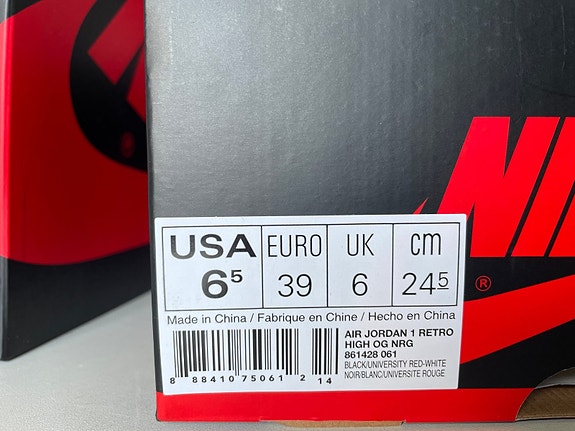 NIK
®
USA EURO UK cm
6⁵ 39 6 24⁵
Made in China / Fabrique en Chine / Hecho en China
AIR JORDAN 1 RETRO
HIGH OG NRG
861428 061
BLACK/UNIVERSITY RED-WHITE
NOIR/BLANC/UNIVERSITE ROUGE
8 88410 75061 2 14